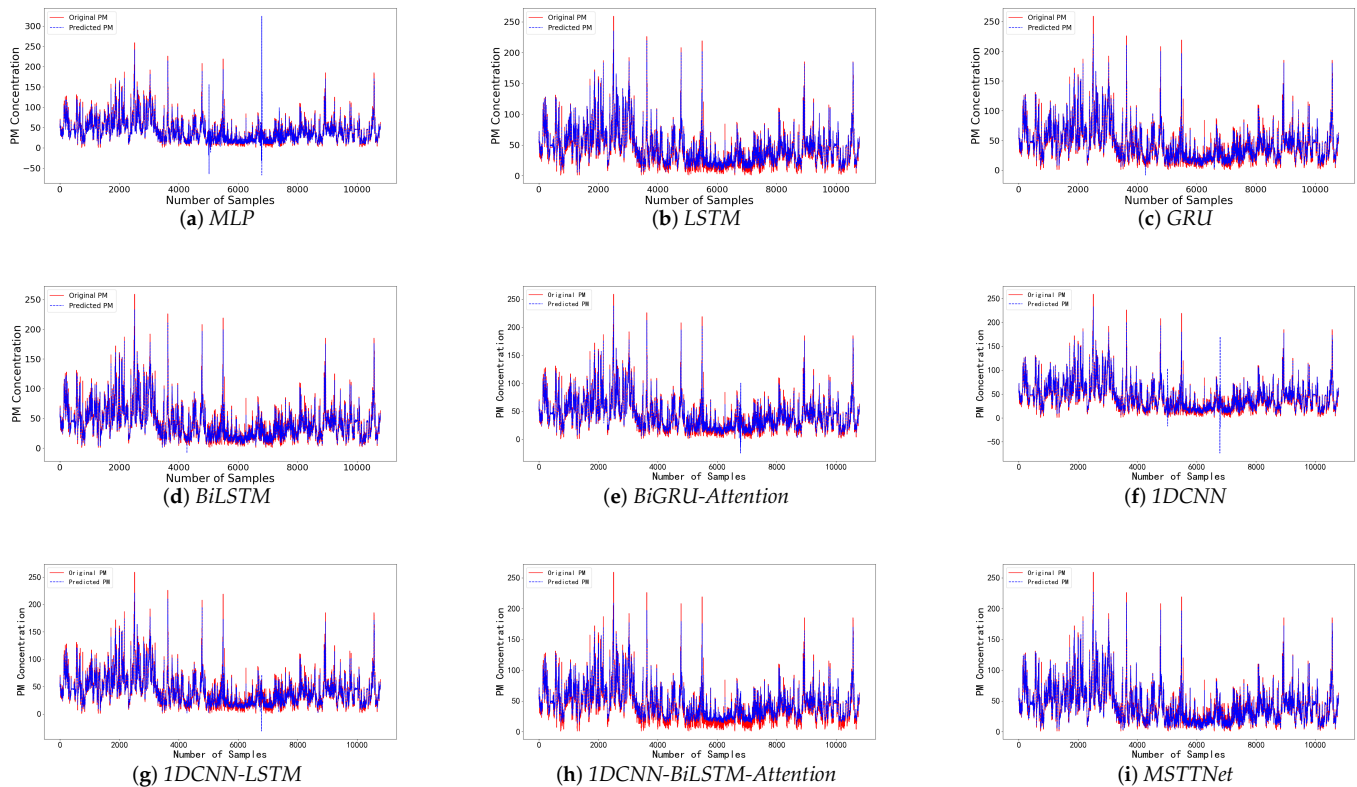 Original PM
Predicted PM
PM Concentration
300
250
200
150
100
50
0
−50
0 2000 4000 6000 8000 10000
Number of Samples
(a) MLP
Original PM
Predicted PM
PM Concentration
250
200
150
100
50
0
0 2000 4000 6000 8000 10000
Number of Samples
(b) LSTM
Original PM
Predicted PM
PM Concentration
250
200
150
100
50
0
0 2000 4000 6000 8000 10000
Number of Samples
(c) GRU
Original PM
Predicted PM
PM Concentration
250
200
150
100
50
0
0 2000 4000 6000 8000 10000
Number of Samples
(d) BiLSTM
Original PM
Predicted PM
PM Concentration
250
200
150
100
50
0
0 2000 4000 6000 8000 10000
Number of Samples
(e) BiGRU-Attention
Original PM
Predicted PM
PM Concentration
250
200
150
100
50
0
−50
0 2000 4000 6000 8000 10000
Number of Samples
(f) 1DCNN
Original PM
Predicted PM
PM Concentration
250
200
150
100
50
0
0 2000 4000 6000 8000 10000
Number of Samples
(g) 1DCNN-LSTM
Original PM
Predicted PM
PM Concentration
250
200
150
100
50
0
0 2000 4000 6000 8000 10000
Number of Samples
(h) 1DCNN-BiLSTM-Attention
Original PM
Predicted PM
PM Concentration
250
200
150
100
50
0
0 2000 4000 6000 8000 10000
Number of Samples
(i) MSTTNet